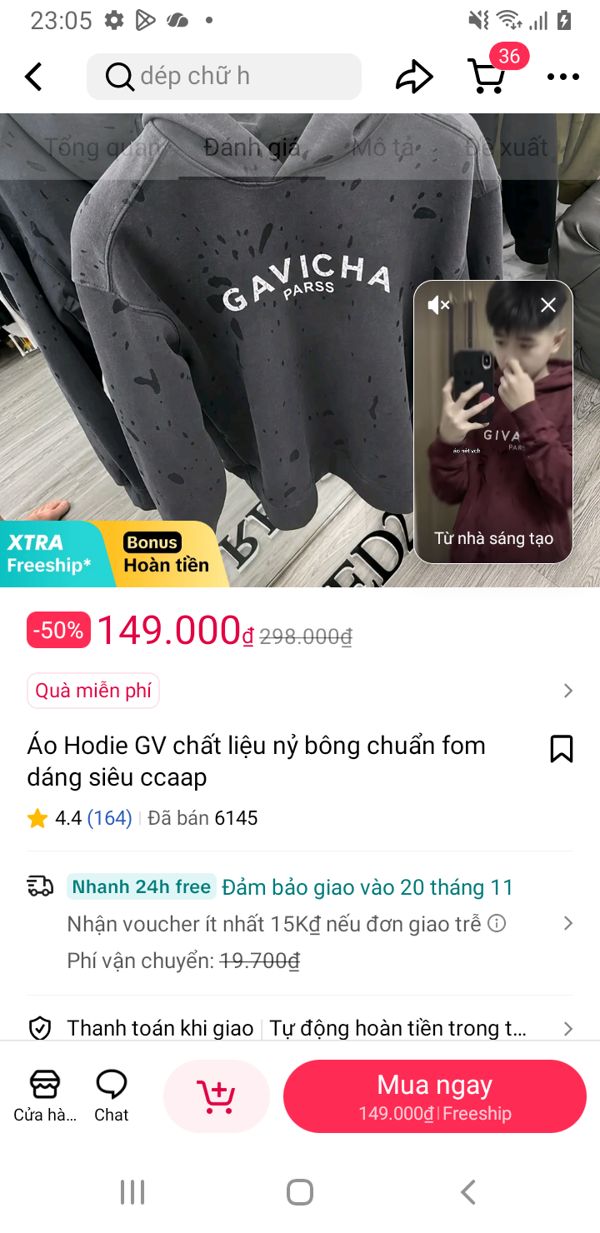 23:05
dép chữ h
36
Tổng quan
Đánh giá
Mô tả
Đề xuất
GAVICHA
PARSS
GIVA
PAR
áo nét vch
Từ nhà sáng tạo
XTRA
Freeship*
Bonus
Hoàn tiền
-50% 149.000₫ 298.000₫
Quà miễn phí
Áo Hodie GV chất liệu nỷ bông chuẩn fom
dáng siêu ccaap
4.4 (164) Đã bán 6145
Nhanh 24h free Đảm bảo giao vào 20 tháng 11
Nhận voucher ít nhất 15K₫ nếu đơn giao trễ
Phí vận chuyển: 19.700₫
Thanh toán khi giao | Tự động hoàn tiền trong t...
Cửa hà...
Chat
Mua ngay
149.000₫ | Freeship